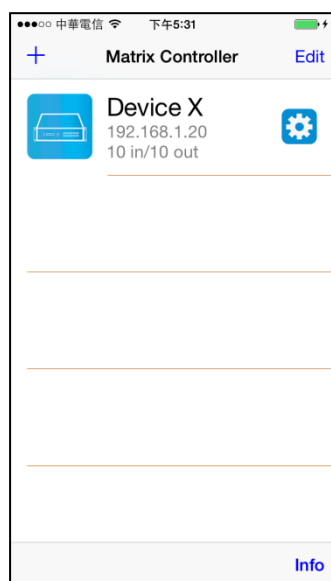 中華電信 下午5:31
+ Matrix Controller Edit
Device X
192.168.1.20
10 in/10 out
Info